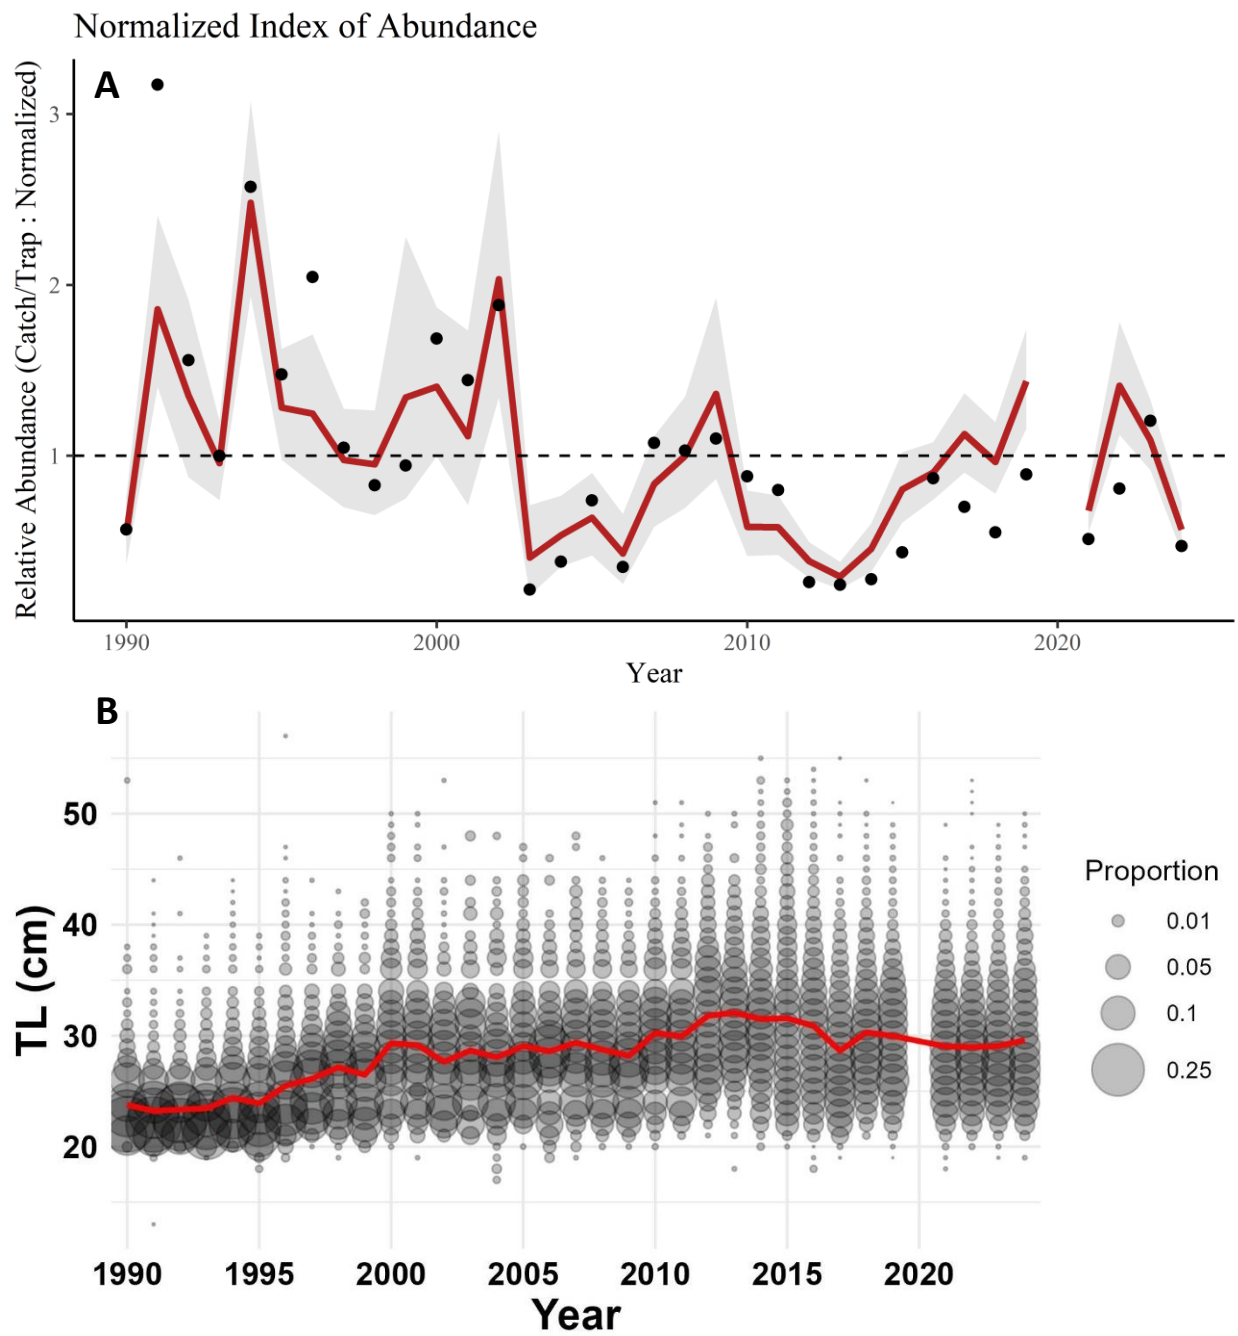 Normalized Index of Abundance
A
Relative Abundance (Catch/Trap : Normalized)
3
2
1
1990 2000 2010 2020
Year
B
TL (cm)
50
40
30
20
1990 1995 2000 2005 2010 2015 2020
Year
Proportion
0.01
0.05
0.1
0.25